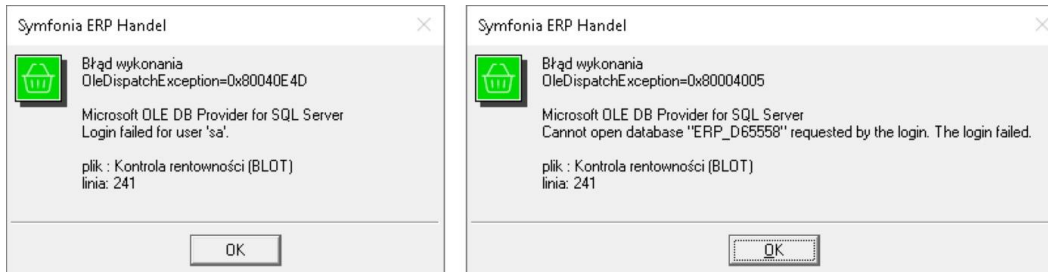 Symfonia ERP Handel
Błąd wykonania
OleDispatchException=0x80040E4D
Microsoft OLE DB Provider for SQL Server
Login failed for user 'sa'.
plik : Kontrola rentowności (BLOT)
linia: 241
OK
Symfonia ERP Handel
Błąd wykonania
OleDispatchException=0x80004005
Microsoft OLE DB Provider for SQL Server
Cannot open database "ERP_D65558" requested by the login. The login failed.
plik : Kontrola rentowności (BLOT)
linia: 241
OK